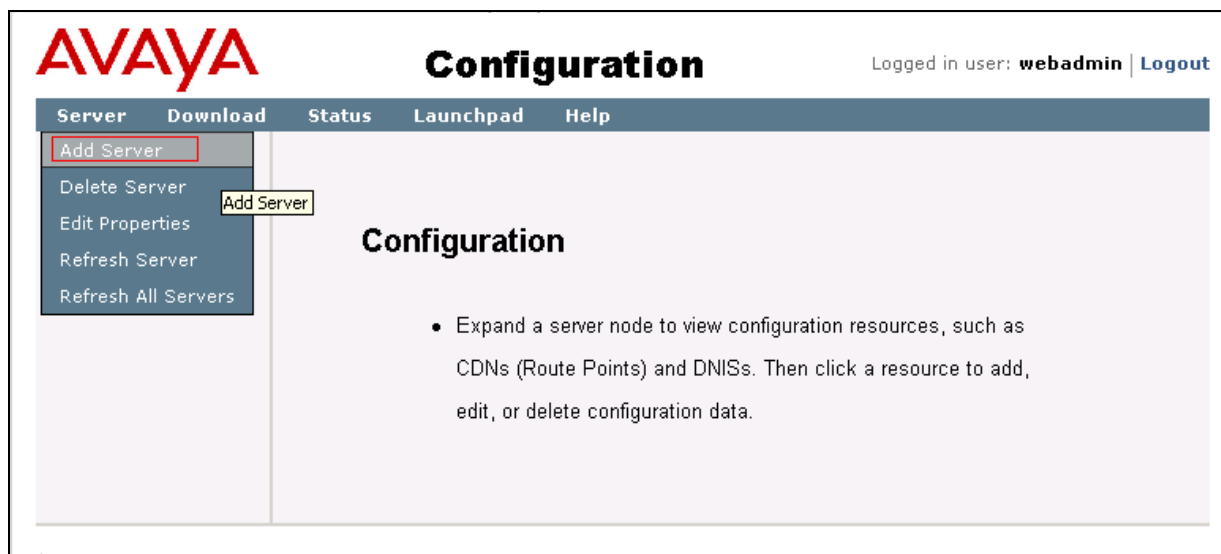 AVAYA
Configuration
Logged in user: webadmin | Logout
Server Download Status Launchpad Help
Add Server
Delete Server
Add Server
Edit Properties
Refresh Server
Refresh All Servers
Configuration
• Expand a server node to view configuration resources, such as
CDNs (Route Points) and DNISs. Then click a resource to add,
edit, or delete configuration data.